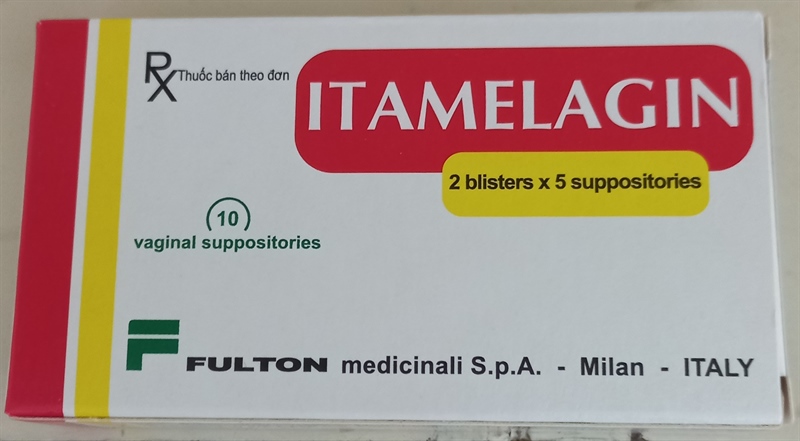 Rx Thuốc bán theo đơn
ITAMELAGIN
2 blisters x 5 suppositories
10
vaginal suppositories
FULTON medicinali S.p.A. - Milan - ITALY